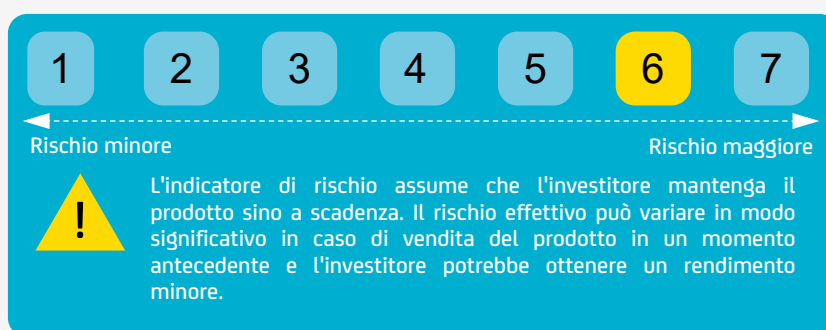 1 2 3 4 5 6 7
Rischio minore Rischio maggiore
! L'indicatore di rischio assume che l'investitore mantenga il
prodotto sino a scadenza. Il rischio effettivo può variare in modo
significativo in caso di vendita del prodotto in un momento
antecedente e l'investitore potrebbe ottenere un rendimento
minore.